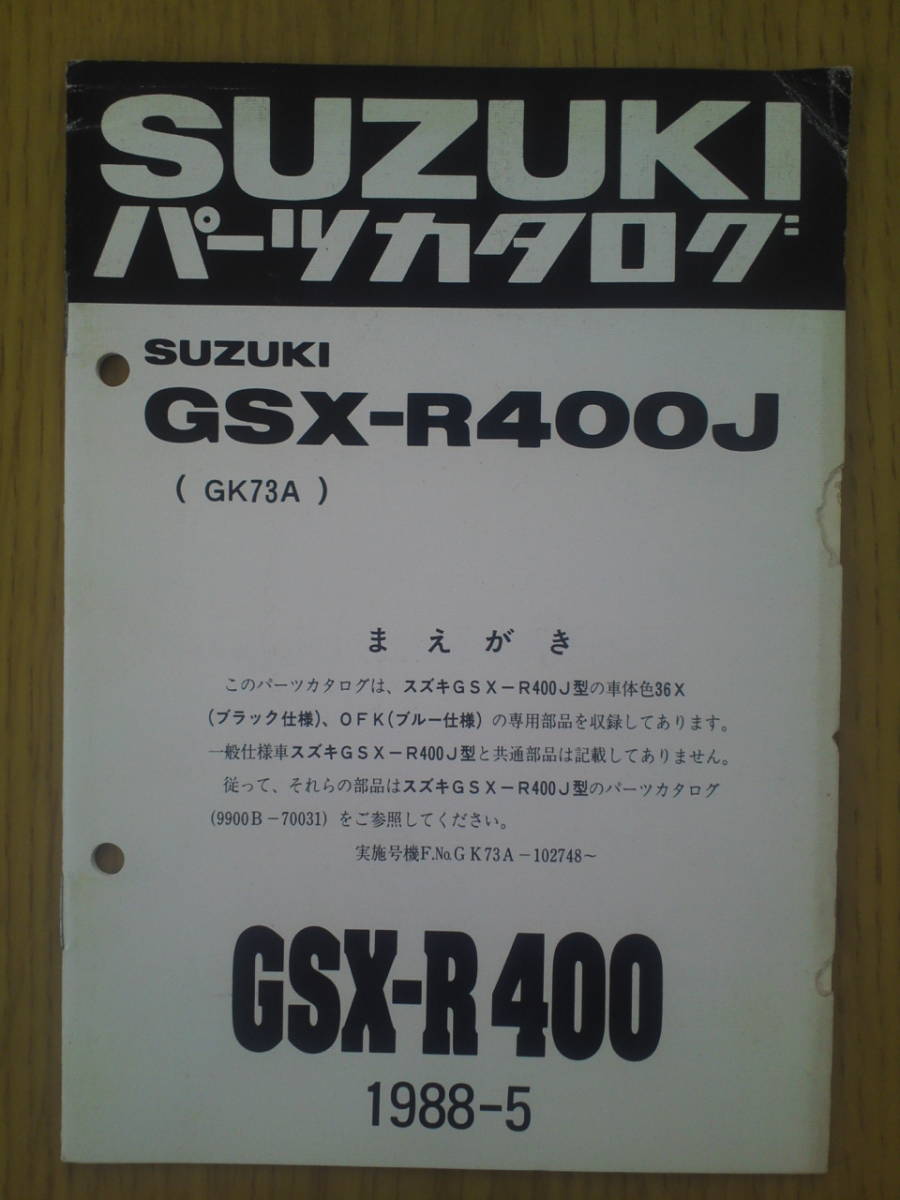 SUZUKI
パーツカタログ
SUZUKI
GSX-R400J
( GK73A )
まえがき
このパーツカタログは、スズキGSX－R400J型の車体色36X
(ブラック仕様)、OFK(ブルー仕様)の専用部品を収録してあります。
一般仕様車スズキGSX－R400J型と共通部品は記載してありません。
従って、それらの部品はスズキGSX－R400J型のパーツカタログ
(9900B－70031)をご参照してください。
実施号機F.No.GK73A－102748～
GSX-R400
1988-5